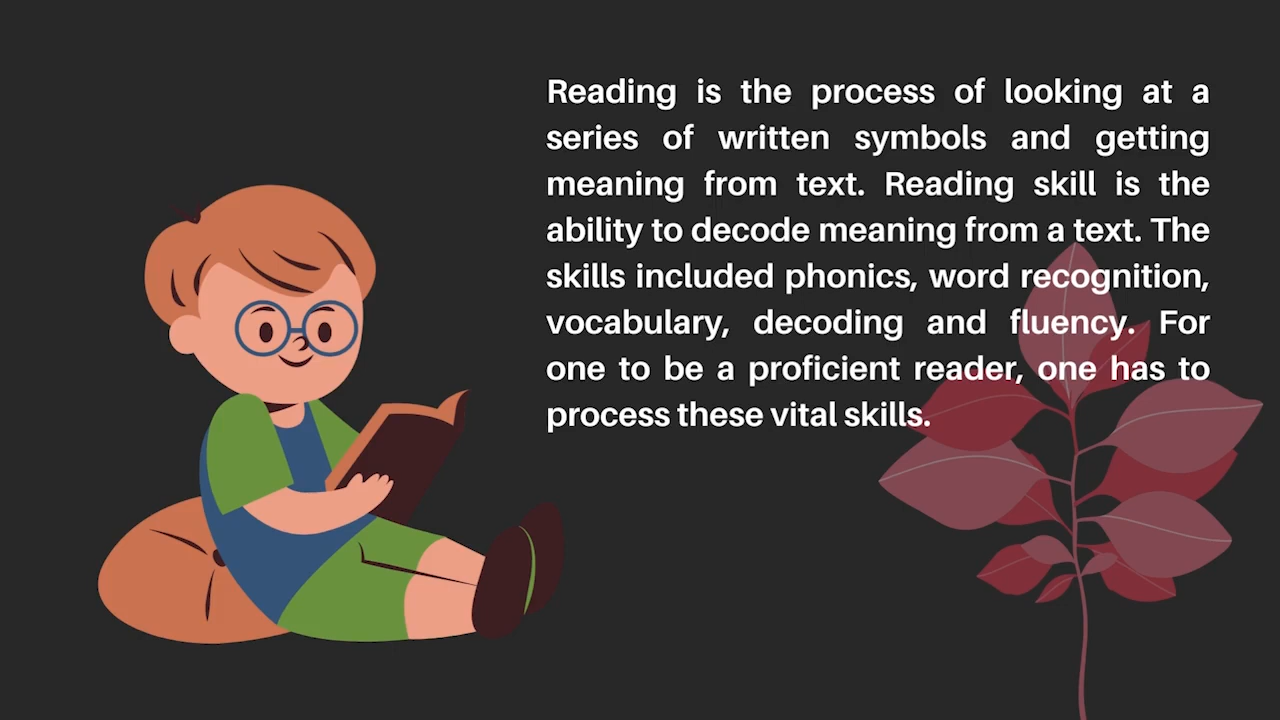 Reading is the process of looking at a
series of written symbols and getting
meaning from text. Reading skill is the
ability to decode meaning from a text. The
skills included phonics, word recognition,
vocabulary, decoding and fluency. For
one to be a proficient reader, one has to
process these vital skills.